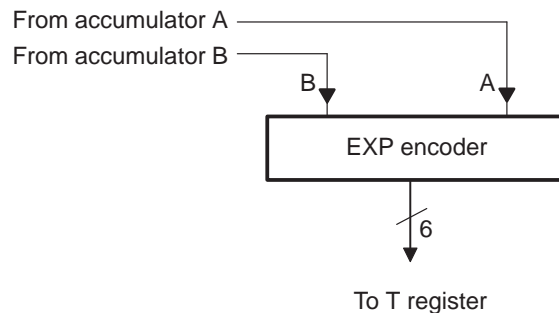 From accumulator A
From accumulator B
B
A
EXP encoder
6
To T register